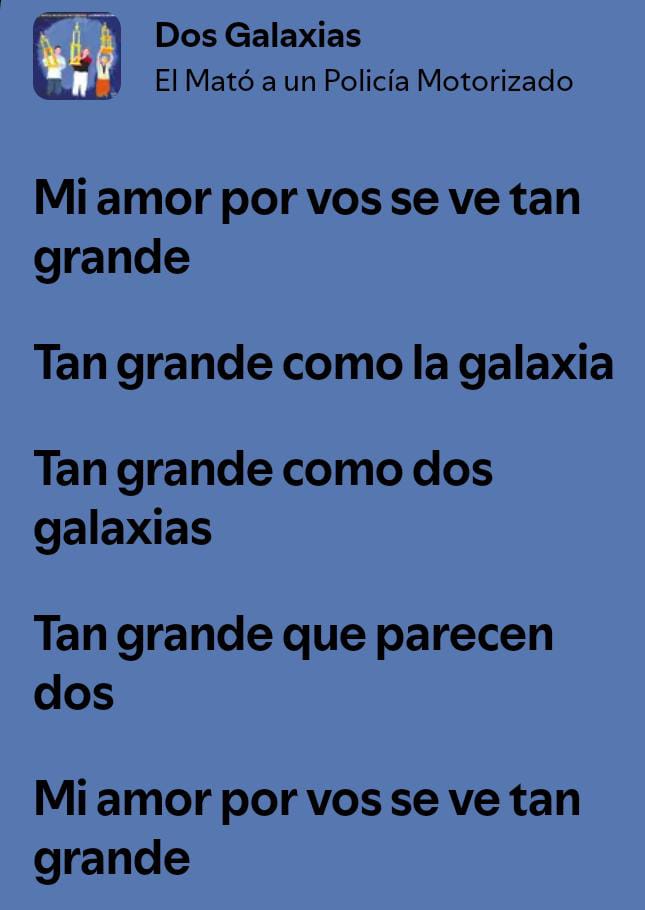 Dos Galaxias
El Mató a un Policía Motorizado
Mi amor por vos se ve tan
grande
Tan grande como la galaxia
Tan grande como dos
galaxias
Tan grande que parecen
dos
Mi amor por vos se ve tan
grande